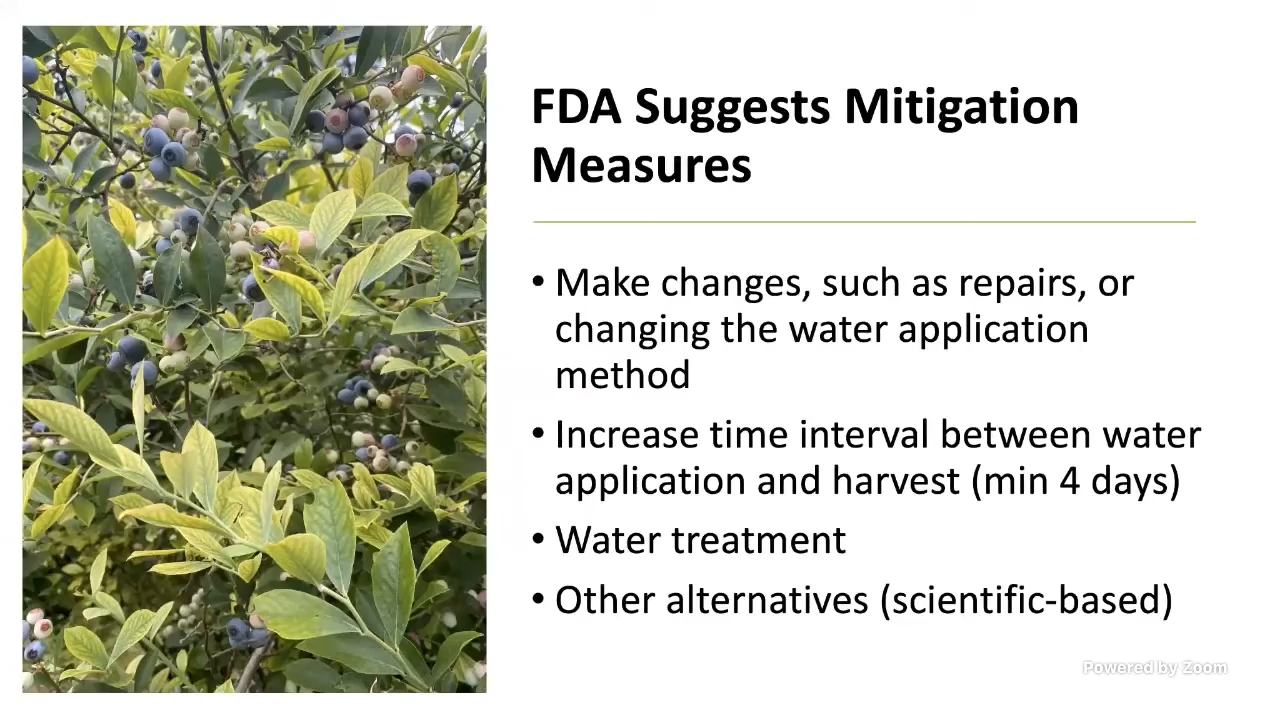 FDA Suggests Mitigation
Measures
• Make changes, such as repairs, or
changing the water application
method
• Increase time interval between water
application and harvest (min 4 days)
• Water treatment
• Other alternatives (scientific-based)
Powered by Zoom